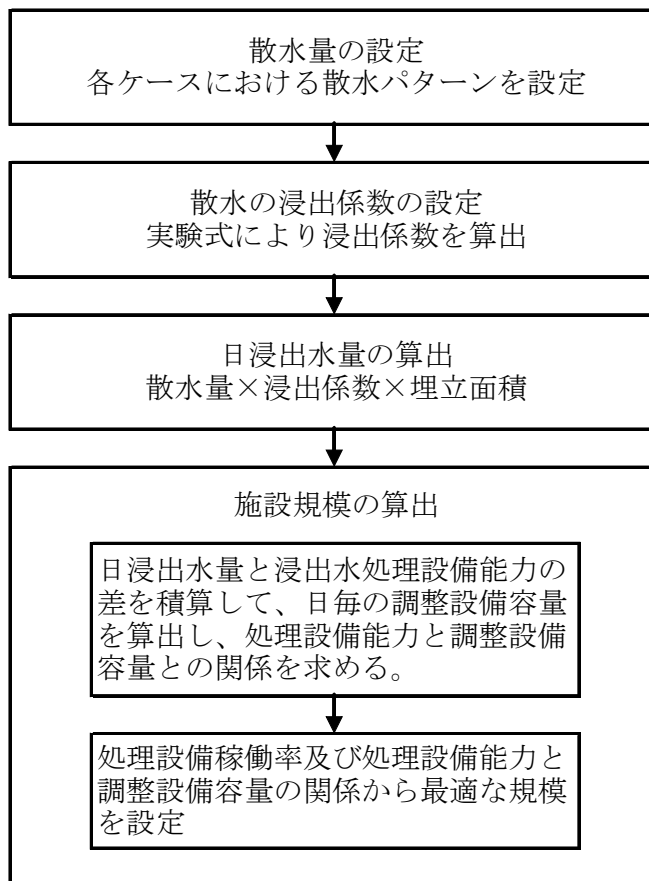 散水量の設定
各ケースにおける散水パターンを設定
散水の浸出係数の設定
実験式により浸出係数を算出
日浸出水量の算出
散水量×浸出係数×埋立面積
施設規模の算出
日浸出水量と浸出水処理設備能力の
差を積算して、日毎の調整設備容量
を算出し、処理設備能力と調整設備
容量との関係を求める。
処理設備稼働率及び処理設備能力と
調整設備容量の関係から最適な規模
を設定